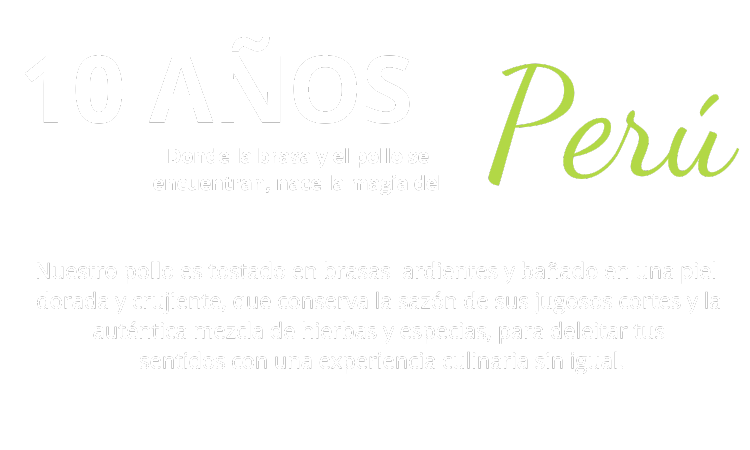 10 AÑOS
Donde la brasa y el pollo se
encuentran, nace la magia del
Perú
Nuestro pollo es tostado en brasas ardientes y bañado en una piel
dorada y crujiente, que conserva la sazón de sus jugosos cortes y la
auténtica mezcla de hierbas y especias, para deleitar tus
sentidos con una experiencia culinaria sin igual.